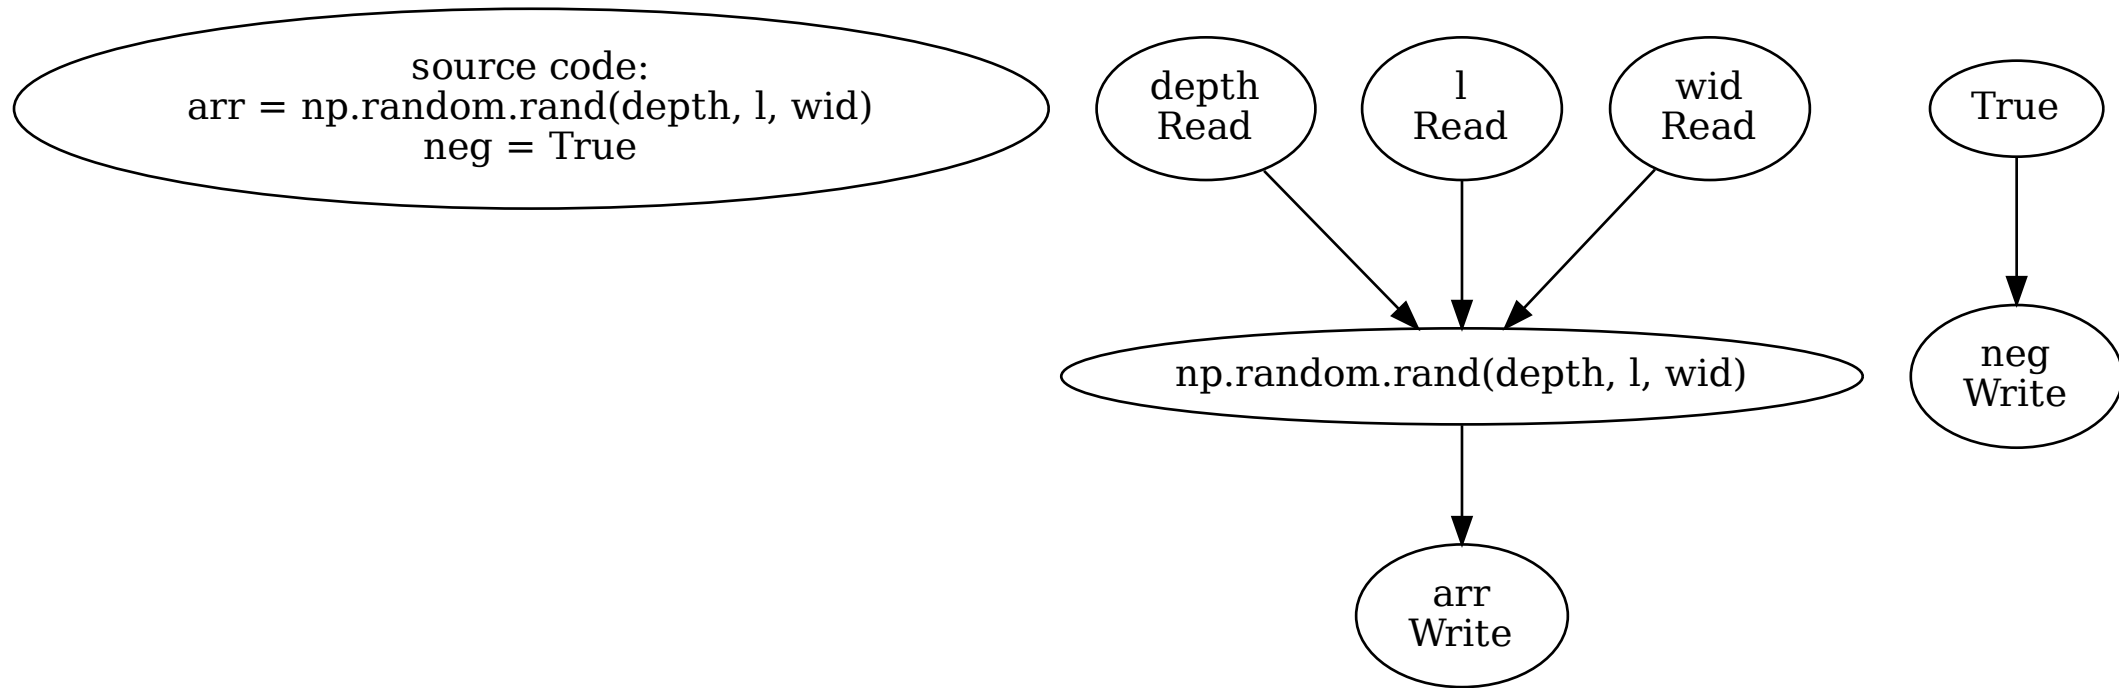 source code:
arr = np.random.rand(depth, l, wid)
neg = True
depth
Read
l
Read
wid
Read
True
np.random.rand(depth, l, wid)
neg
Write
arr
Write